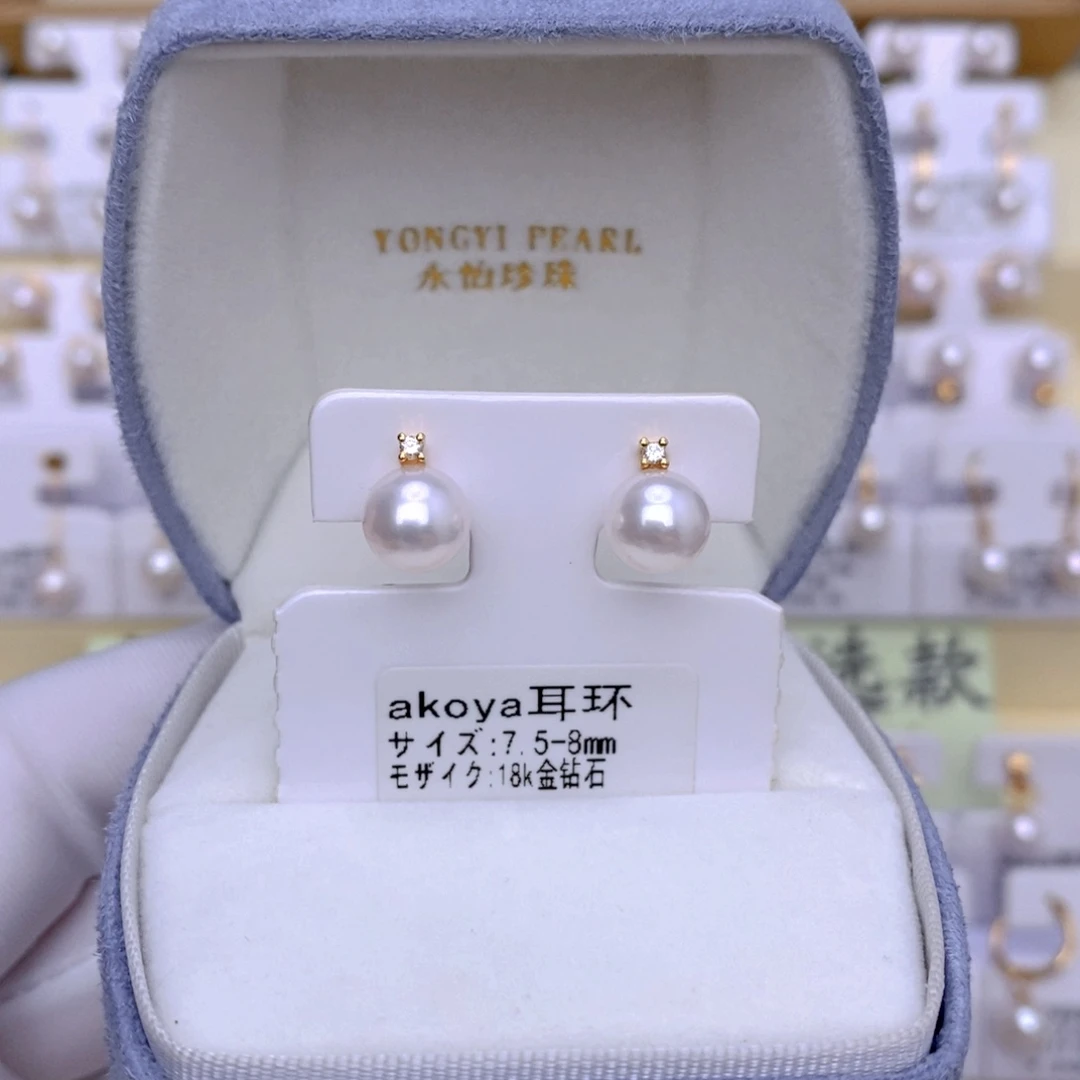 YONGYI PEARL
永怡珍珠
akoya耳环
サイズ:7.5-8mm
モザイク:18k金钻石
款